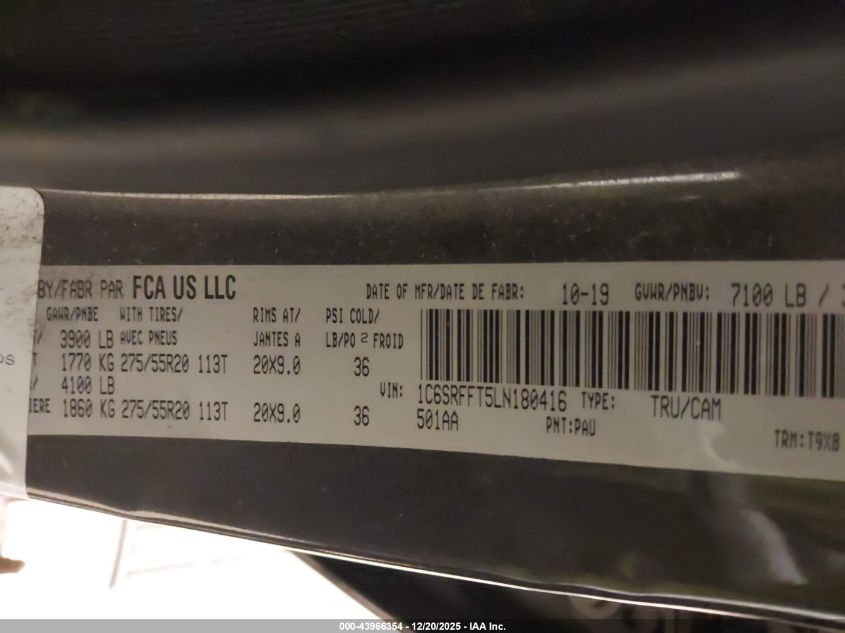 BY/FABR PAR FCA US LLC DATE OF MFR/DATE DE FABR: 10-19 GVWR/PNBV: 7100 LB /
GAWR/PNBE WITH TIRES/ RIMS AT/ PSI COLD/
3900 LB AVEC PNEUS JANTES A LB/PO 2 FROID
1770 KG 275/55R20 113T 20X9.0 36
4100 LB VIN: 1C6SRFFT5LN180416 TYPE: TRU/CAM
IERE 1860 KG 275/55R20 113T 20X9.0 36 501AA PNT:PAU TRM:T9X8
000-43966354 | 12/20/2025 - IAA Inc.